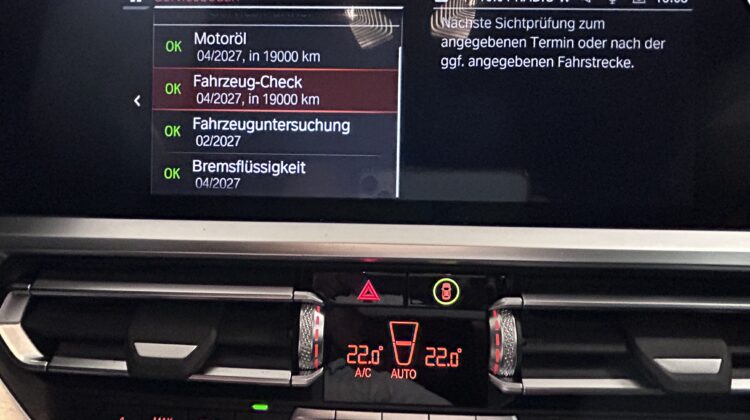 Nächste Sichtprüfung zum
angegebenen Termin oder nach der
ggf. angegebenen Fahrstrecke.
OK Motoröl
04/2027, in 19000 km
OK Fahrzeug-Check
04/2027, in 19000 km
OK Fahrzeuguntersuchung
02/2027
OK Bremsflüssigkeit
04/2027
22.0° 22.0°
A/C AUTO